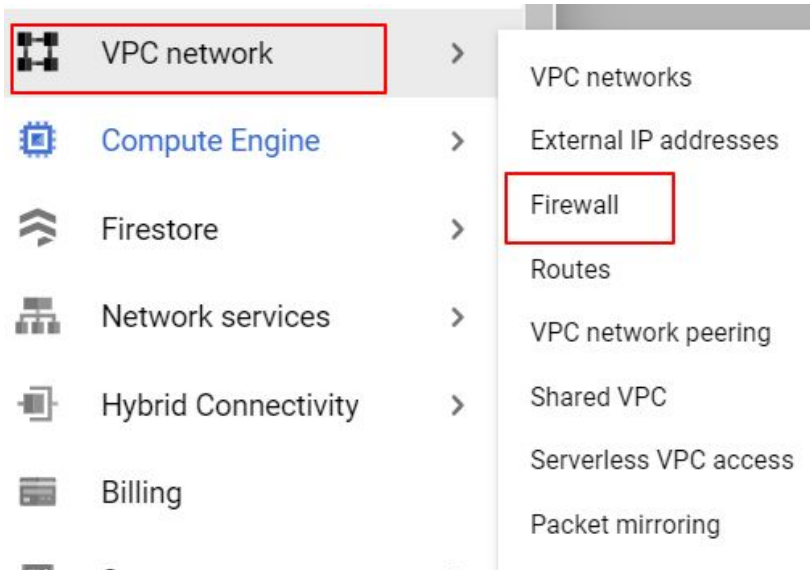 VPC network
Compute Engine
Firestore
Network services
Hybrid Connectivity
Billing
VPC networks
External IP addresses
Firewall
Routes
VPC network peering
Shared VPC
Serverless VPC access
Packet mirroring